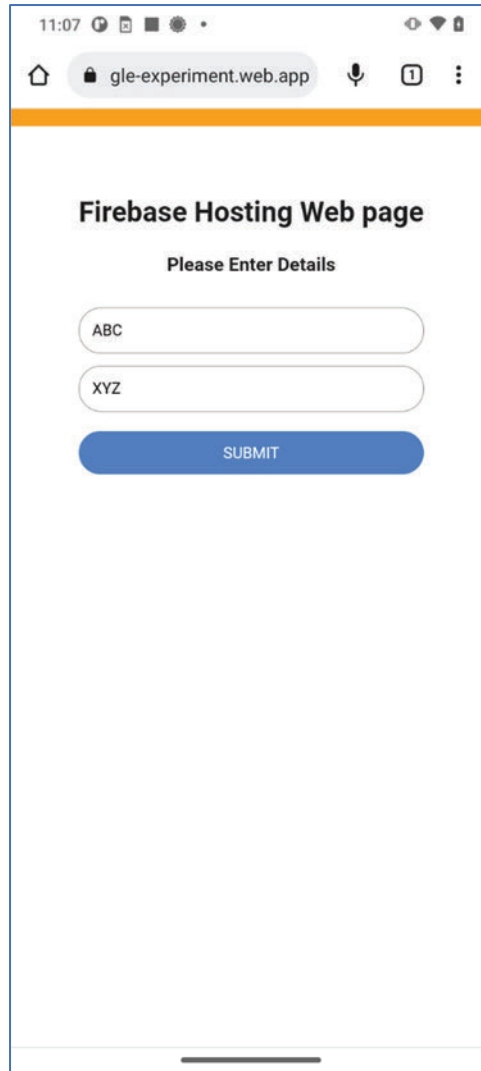 11:07
gle-experiment.web.app
1
Firebase Hosting Web page
Please Enter Details
ABC
XYZ
SUBMIT